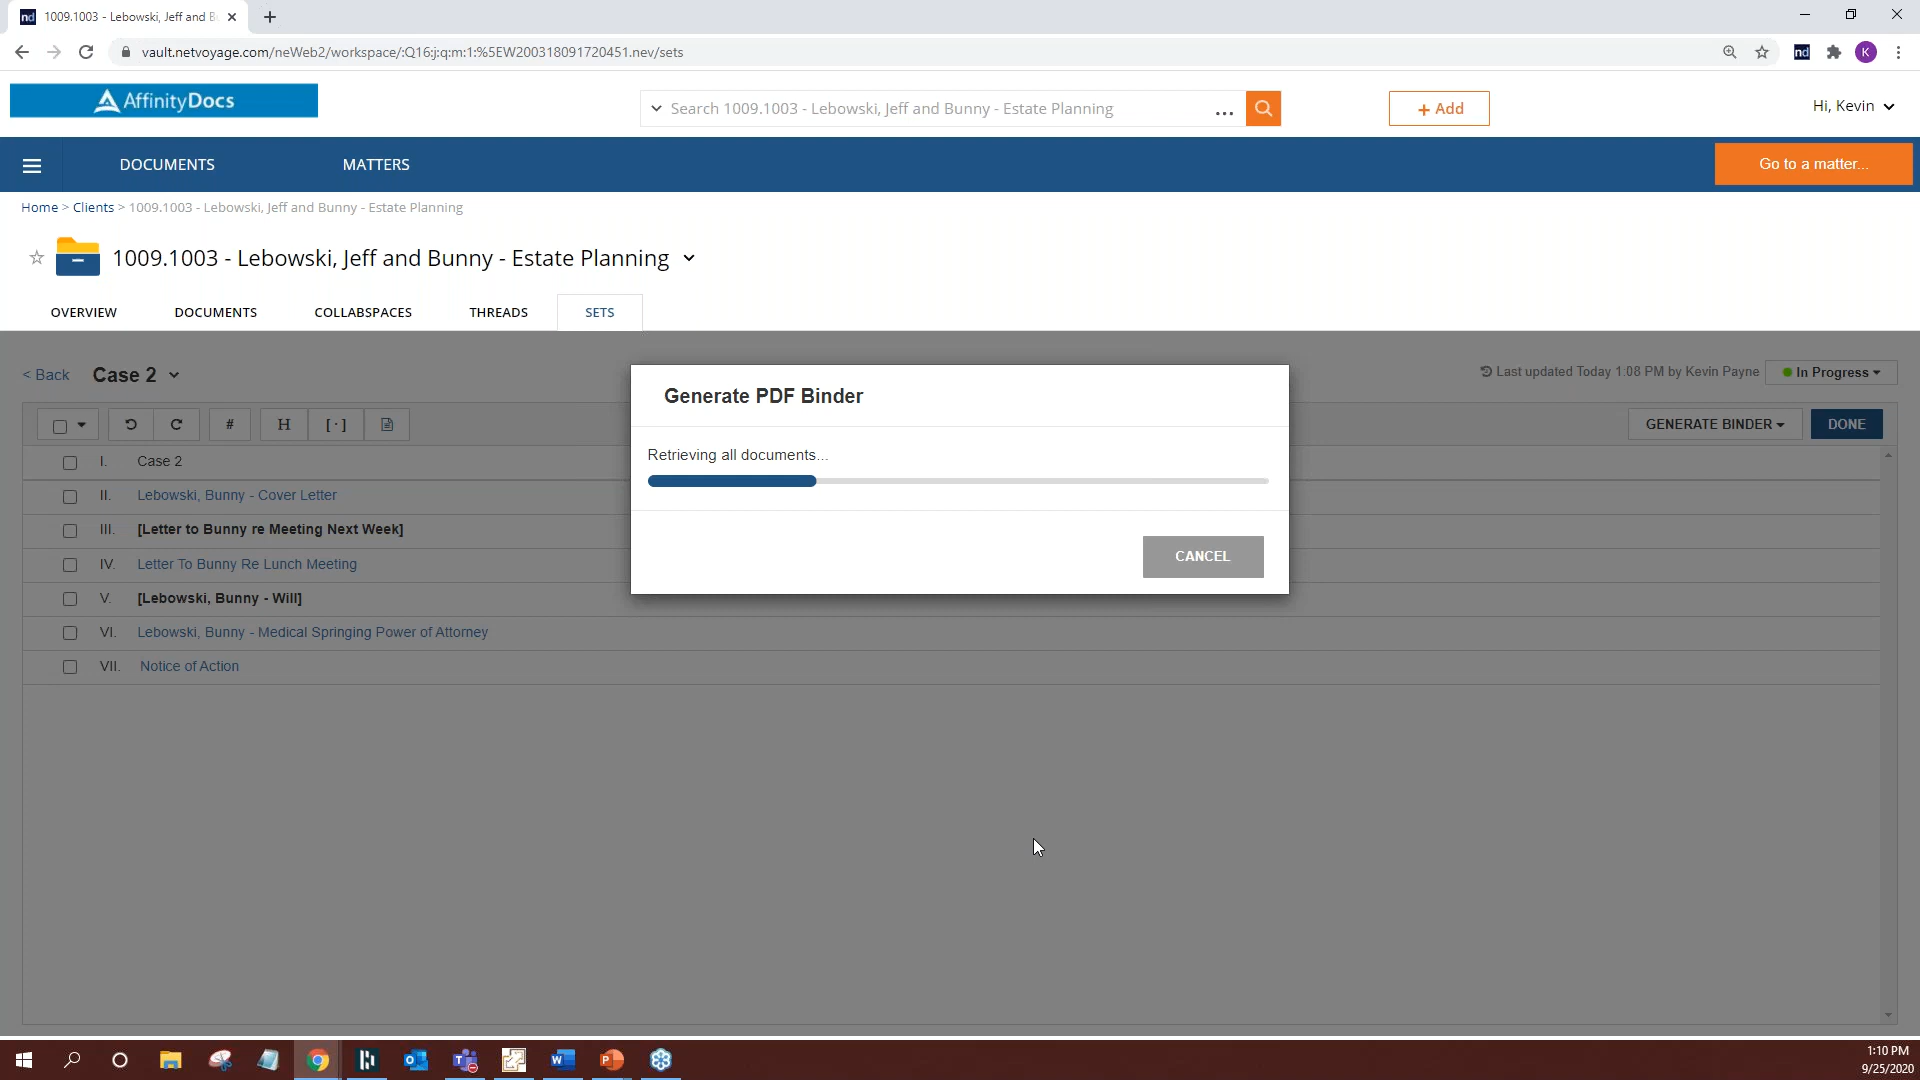 nd 1009.1003 - Lebowski, Jeff and B
vault.netvoyage.com/neWeb2/workspace/:Q16:j:q:m:1:%5EW200318091720451.nev/sets
nd
K
AffinityDocs
Search 1009.1003 - Lebowski, Jeff and Bunny - Estate Planning
...
+ Add
Hi, Kevin
DOCUMENTS
MATTERS
Go to a matter...
Home > Clients > 1009.1003 - Lebowski, Jeff and Bunny - Estate Planning
1009.1003 - Lebowski, Jeff and Bunny - Estate Planning
OVERVIEW
DOCUMENTS
COLLABSPACES
THREADS
SETS
< Back
Case 2
Last updated Today 1:08 PM by Kevin Payne
In Progress
#
H
[·]
GENERATE BINDER
DONE
I. Case 2
II. Lebowski, Bunny - Cover Letter
III. [Letter to Bunny re Meeting Next Week]
IV. Letter To Bunny Re Lunch Meeting
V. [Lebowski, Bunny - Will]
VI. Lebowski, Bunny - Medical Springing Power of Attorney
VII. Notice of Action
Generate PDF Binder
Retrieving all documents...
CANCEL
1:10 PM
9/25/2020